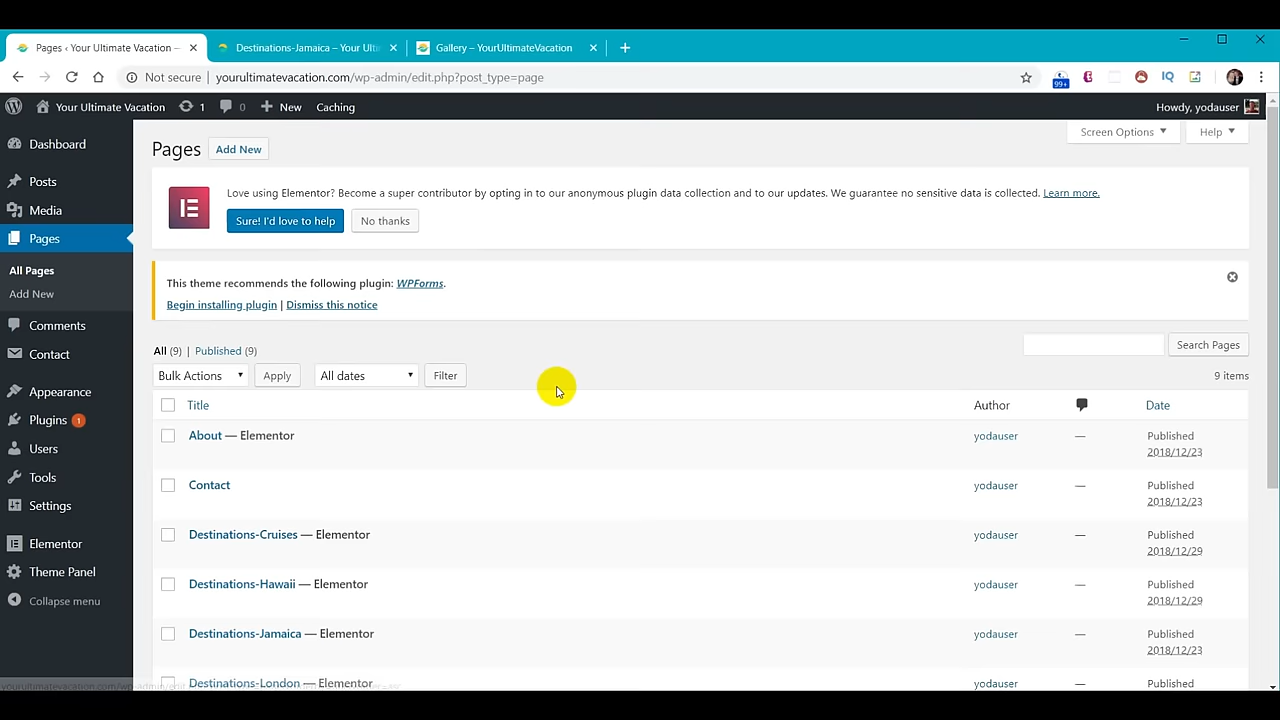 Pages ‹ Your Ultimate Vacation —
Destinations-Jamaica – Your Ulti
Gallery – YourUltimateVacation
Not secure
yourultimatevacation.com/wp-admin/edit.php?post_type=page
99+
IQ
Your Ultimate Vacation
1
0
New
Caching
Howdy, yodauser
Dashboard
Posts
Media
Pages
All Pages
Add New
Comments
Contact
Appearance
Plugins 1
Users
Tools
Settings
Elementor
Theme Panel
Collapse menu
Screen Options
Help
Pages
Add New
Love using Elementor? Become a super contributor by opting in to our anonymous plugin data collection and to our updates. We guarantee no sensitive data is collected. Learn more.
Sure! I'd love to help
No thanks
This theme recommends the following plugin: WPForms.
Begin installing plugin | Dismiss this notice
All (9) | Published (9)
Search Pages
Bulk Actions
Apply
All dates
Filter
9 items
Title
Author
Date
About — Elementor
yodauser
—
Published
2018/12/23
Contact
yodauser
—
Published
2018/12/23
Destinations-Cruises — Elementor
yodauser
—
Published
2018/12/29
Destinations-Hawaii — Elementor
yodauser
—
Published
2018/12/29
Destinations-Jamaica — Elementor
yodauser
—
Published
2018/12/23
Destinations-London — Elementor
yodauser
—
Published